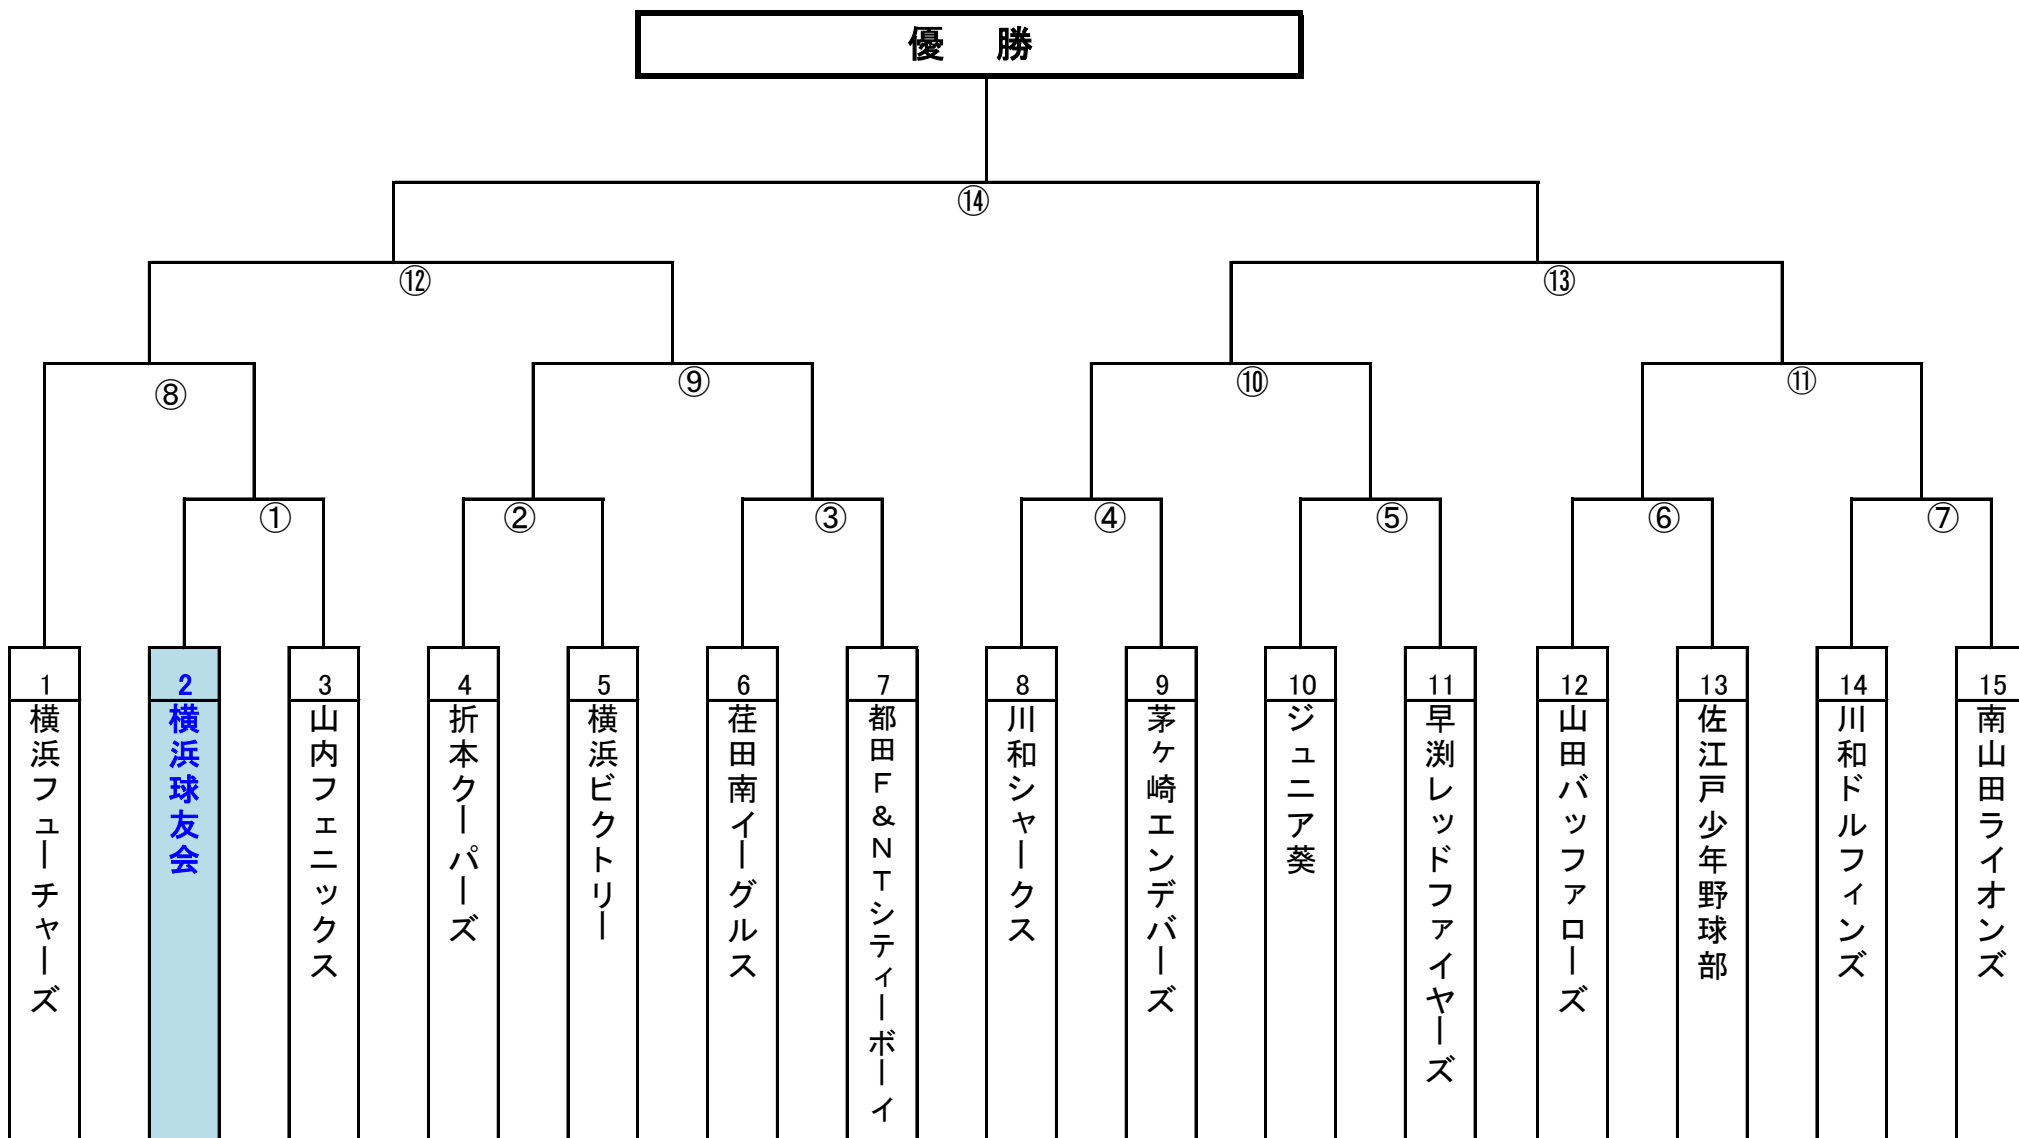 優 勝
⑭
⑫
⑬
⑧
⑨
⑩
⑪
①
②
③
④
⑤
⑥
⑦
1
横浜フューチャーズ
2
横浜球友会
3
山内フェニックス
4
折本クーパーズ
5
横浜ビクトリー
6
荏田南イーグルス
7
都田F&NTシティーボーイ
8
川和シャークス
9
茅ヶ崎エンデバーズ
10
ジュニア葵
11
早渕レッドファイヤーズ
12
山田バッファローズ
13
佐江戸少年野球部
14
川和ドルフィンズ
15
南山田ライオンズ